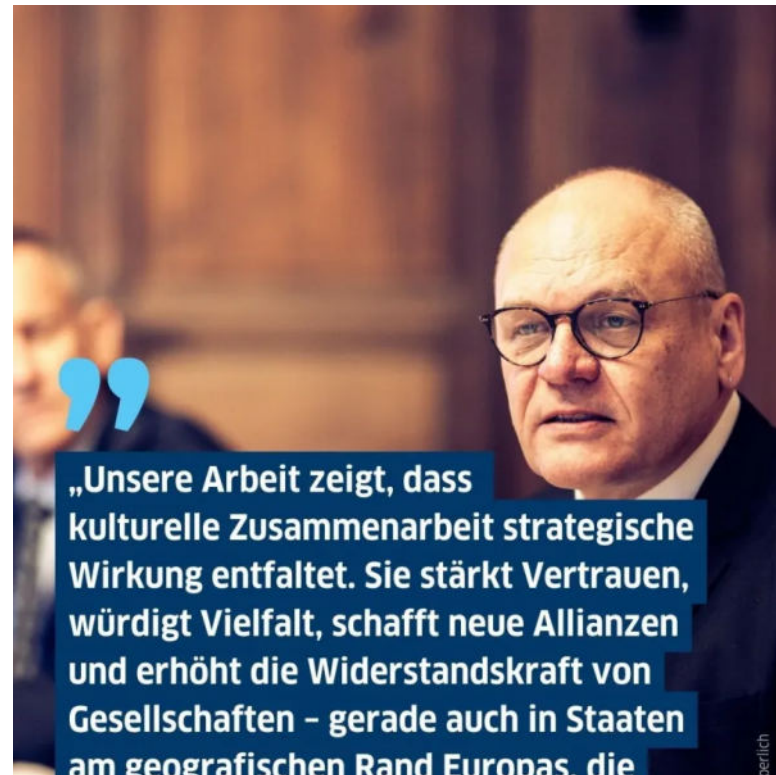 „Unsere Arbeit zeigt, dass
kulturelle Zusammenarbeit strategische
Wirkung entfaltet. Sie stärkt Vertrauen,
würdigt Vielfalt, schafft neue Allianzen
und erhöht die Widerstandskraft von
Gesellschaften – gerade auch in Staaten
am geografischen Rand Europas, die